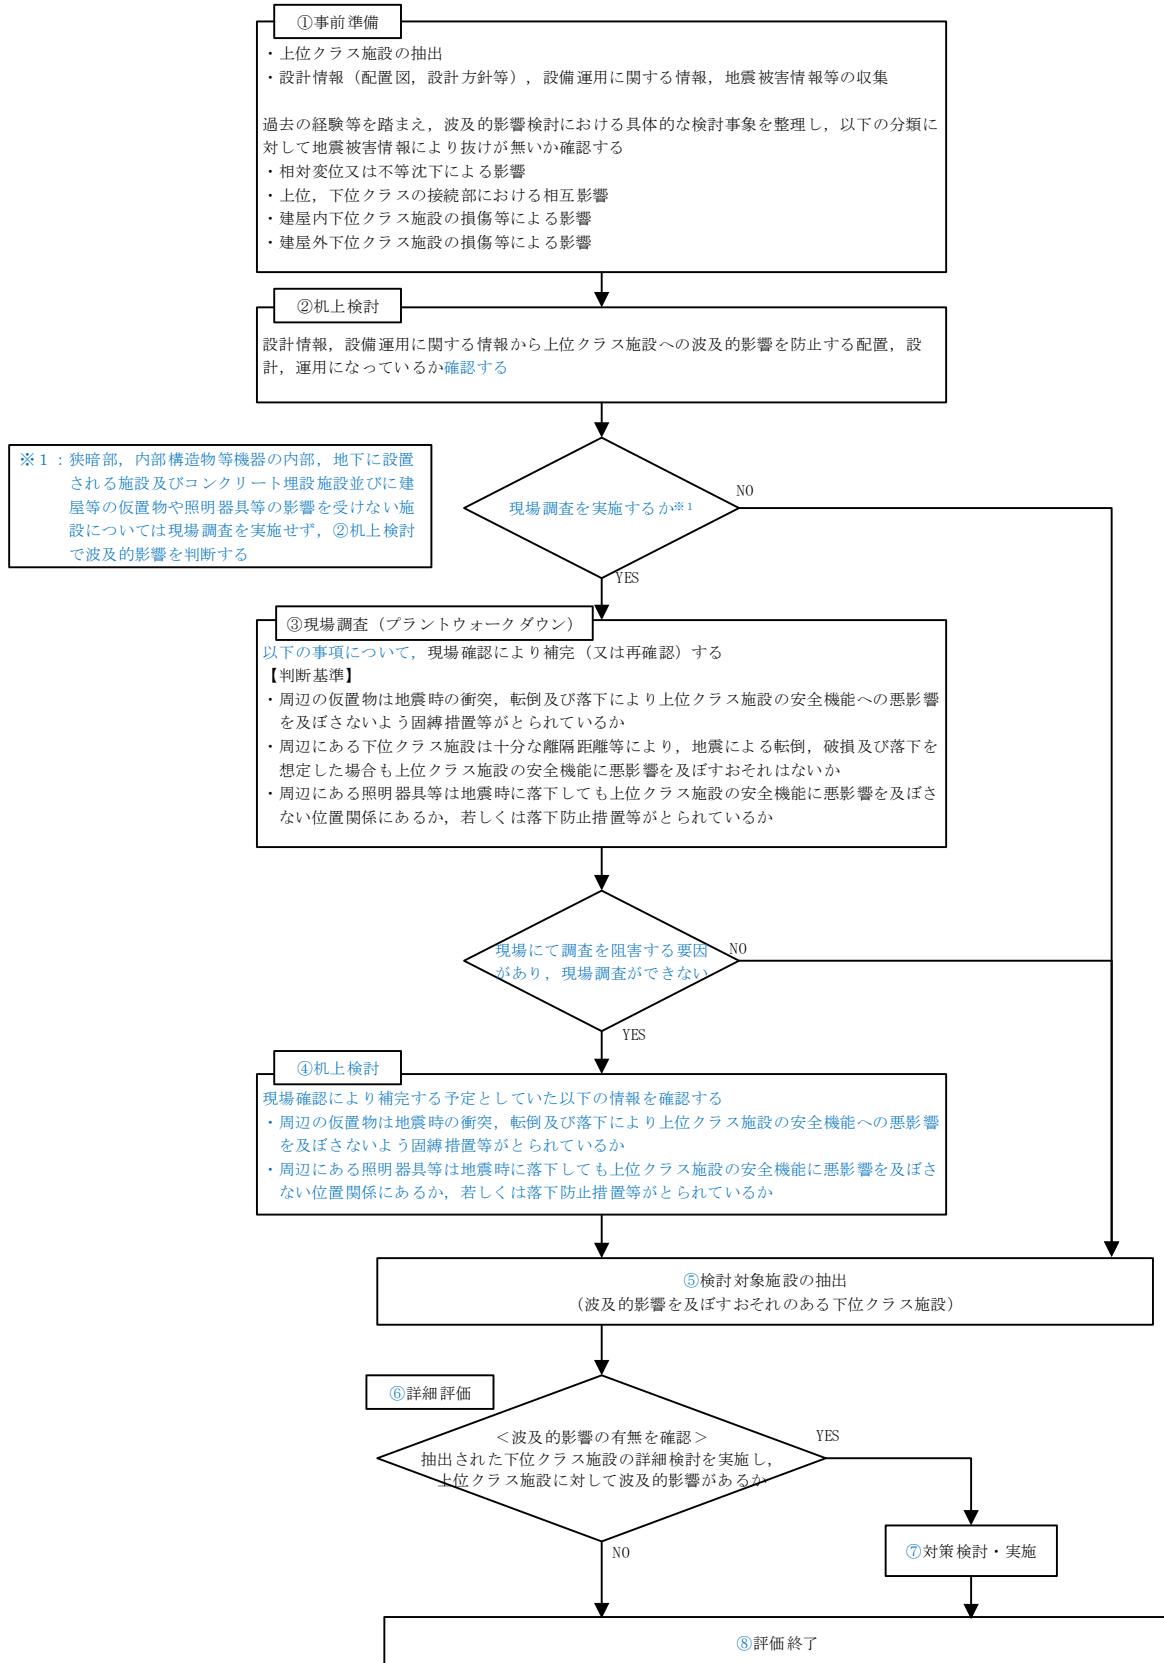 ①事前準備
・上位クラス施設の抽出
・設計情報（配置図，設計方針等），設備運用に関する情報，地震被害情報等の収集
過去の経験等を踏まえ，波及的影響検討における具体的な検討事象を整理し，以下の分類に
対して地震被害情報により抜けが無いか確認する
・相対変位又は不等沈下による影響
・上位，下位クラスの接続部における相互影響
・建屋内下位クラス施設の損傷等による影響
・建屋外下位クラス施設の損傷等による影響
②机上検討
設計情報，設備運用に関する情報から上位クラス施設への波及的影響を防止する配置，設
計，運用になっているか確認する
※１：狭暗部，内部構造物等機器の内部，地下に設置
される施設及びコンクリート埋設施設並びに建
屋等の仮置物や照明器具等の影響を受けない施
設については現場調査を実施せず，②机上検討
で波及的影響を判断する
現場調査を実施するか※１
NO
YES
③現場調査（プラントウォークダウン）
以下の事項について，現場確認により補完（又は再確認）する
【判断基準】
・周辺の仮置物は地震時の衝突，転倒及び落下により上位クラス施設の安全機能への悪影響
を及ぼさないよう固縛措置等がとられているか
・周辺にある下位クラス施設は十分な離隔距離等により，地震による転倒，破損及び落下を
想定した場合も上位クラス施設の安全機能に悪影響を及ぼすおそれはないか
・周辺にある照明器具等は地震時に落下しても上位クラス施設の安全機能に悪影響を及ぼさ
ない位置関係にあるか，若しくは落下防止措置等がとられているか
現場にて調査を阻害する要因
があり，現場調査ができない
NO
YES
④机上検討
現場確認により補完する予定としていた以下の情報を確認する
・周辺の仮置物は地震時の衝突，転倒及び落下により上位クラス施設の安全機能への悪影響
を及ぼさないよう固縛措置等がとられているか
・周辺にある照明器具等は地震時に落下しても上位クラス施設の安全機能に悪影響を及ぼさ
ない位置関係にあるか，若しくは落下防止措置等がとられているか
⑤検討対象施設の抽出
（波及的影響を及ぼすおそれのある下位クラス施設）
⑥詳細評価
＜波及的影響の有無を確認＞
抽出された下位クラス施設の詳細検討を実施し，
上位クラス施設に対して波及的影響があるか
YES
NO
⑦対策検討・実施
⑧評価終了